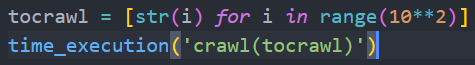 tocrawl = [str(i) for i in range(10**2)]
time_execution('crawl(tocrawl)')